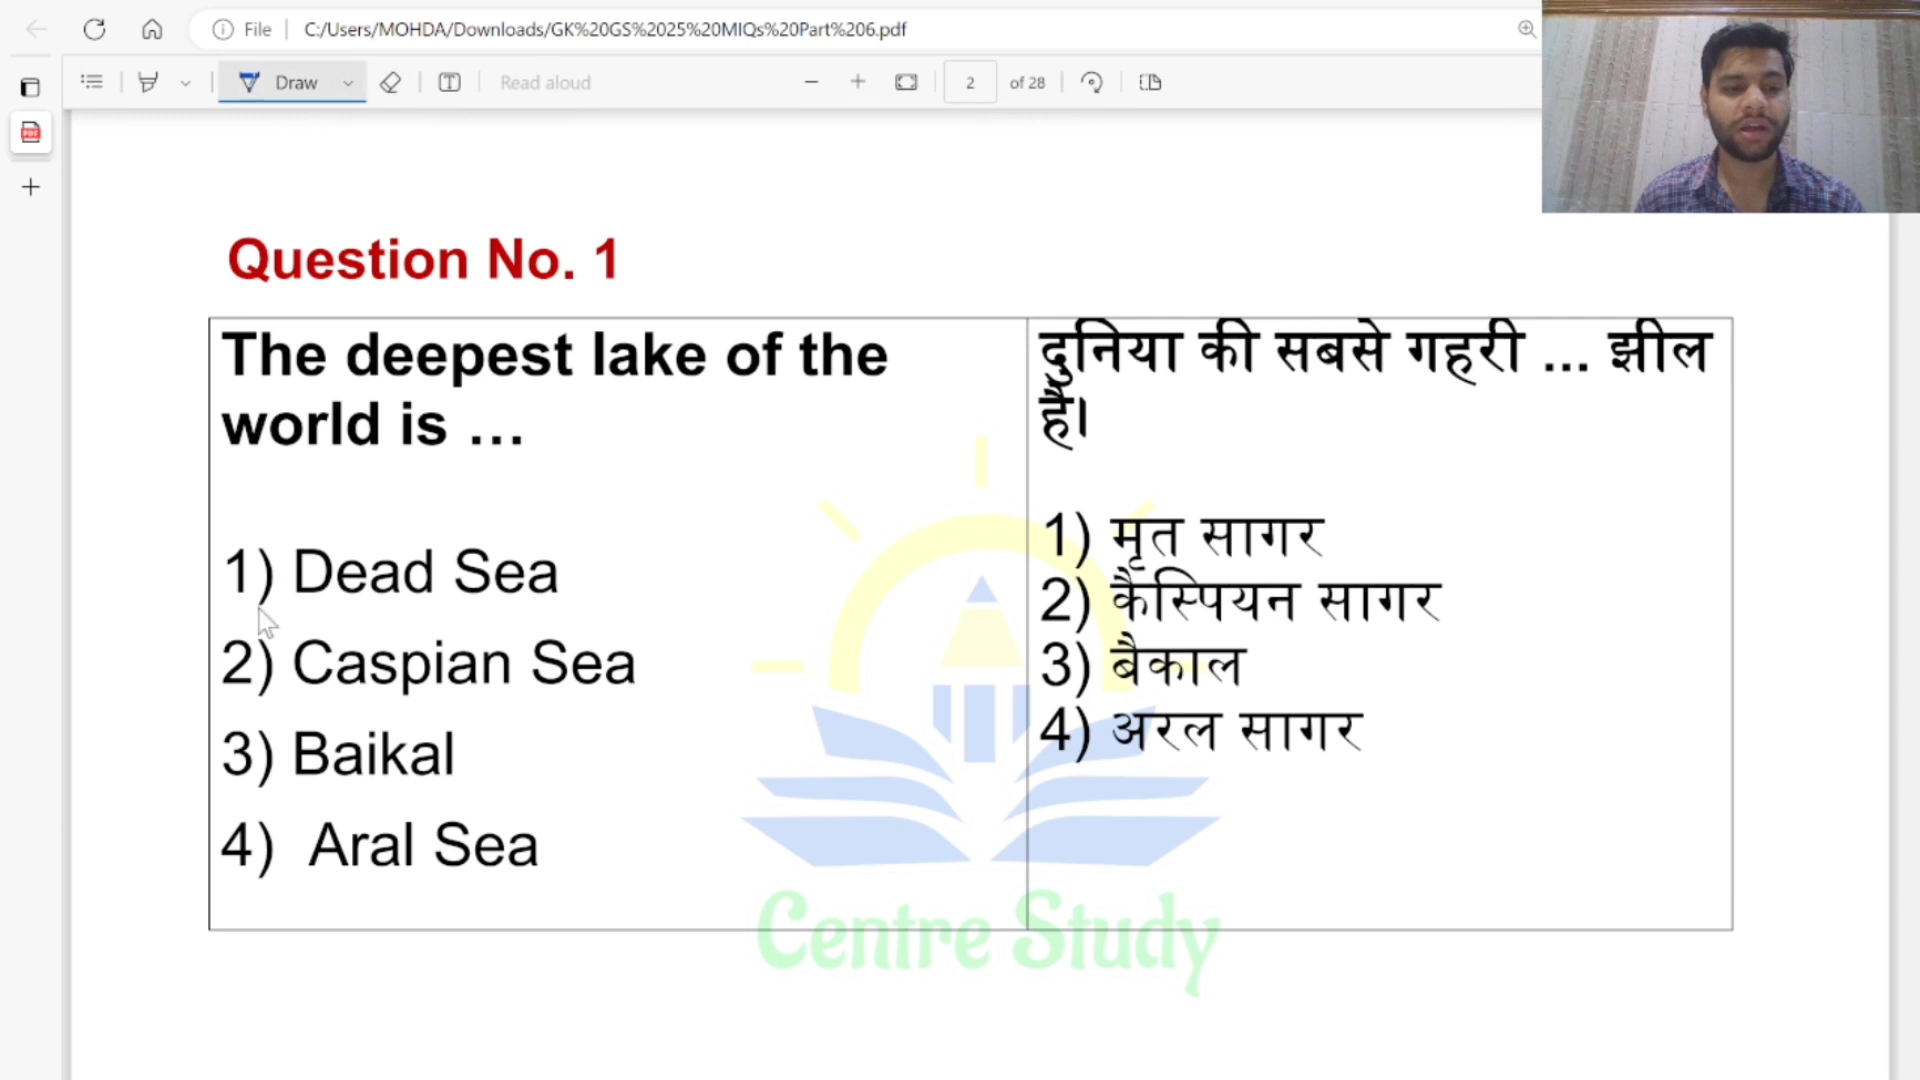 File
C:/Users/MOHDA/Downloads/GK%20GS%2025%20MIQs%20Part%206.pdf
Draw
Read aloud
2
of 28
PDF
Question No. 1
The deepest lake of the
world is …
1) Dead Sea
2) Caspian Sea
3) Baikal
4) Aral Sea
दुनिया की सबसे गहरी ... झील
है।
1) मृत सागर
2) कैस्पियन सागर
3) बैकाल
4) अरल सागर
Centre Study